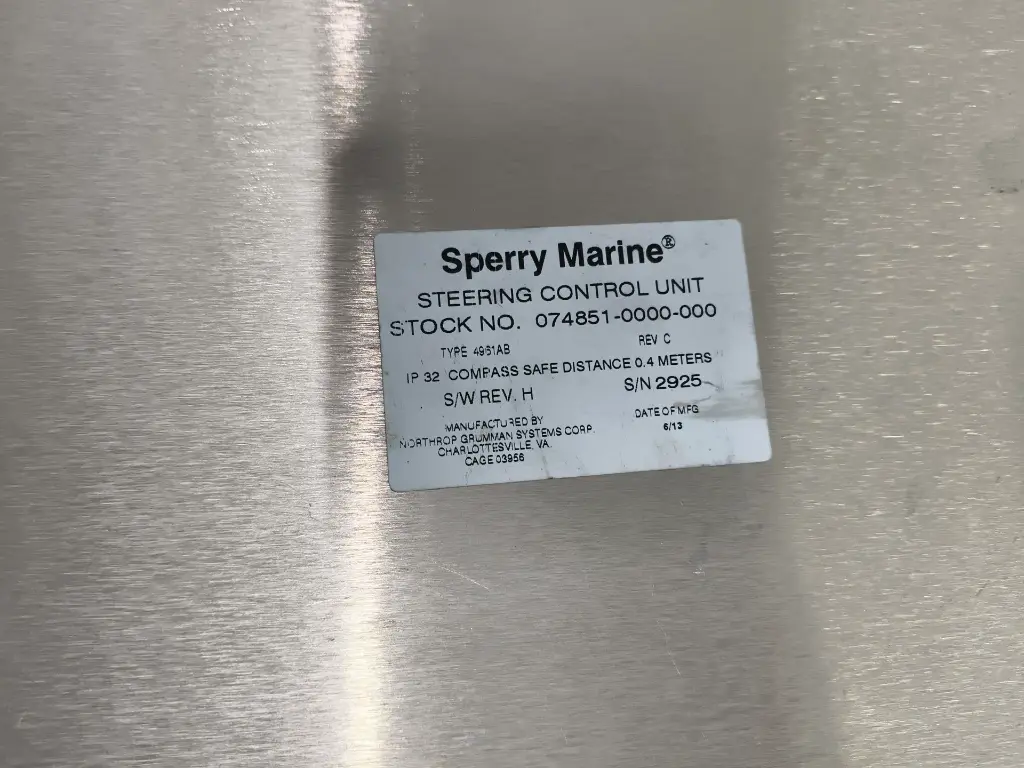 Sperry Marine®
STEERING CONTROL UNIT
STOCK NO. 074851-0000-000
TYPE 4961AB REV C
IP 32 COMPASS SAFE DISTANCE 0.4 METERS
S/W REV. H S/N 2925
MANUFACTURED BY DATE OF MFG
NORTHROP GRUMMAN SYSTEMS CORP. 6/13
CHARLOTTESVILLE, VA.
CAGE 03956